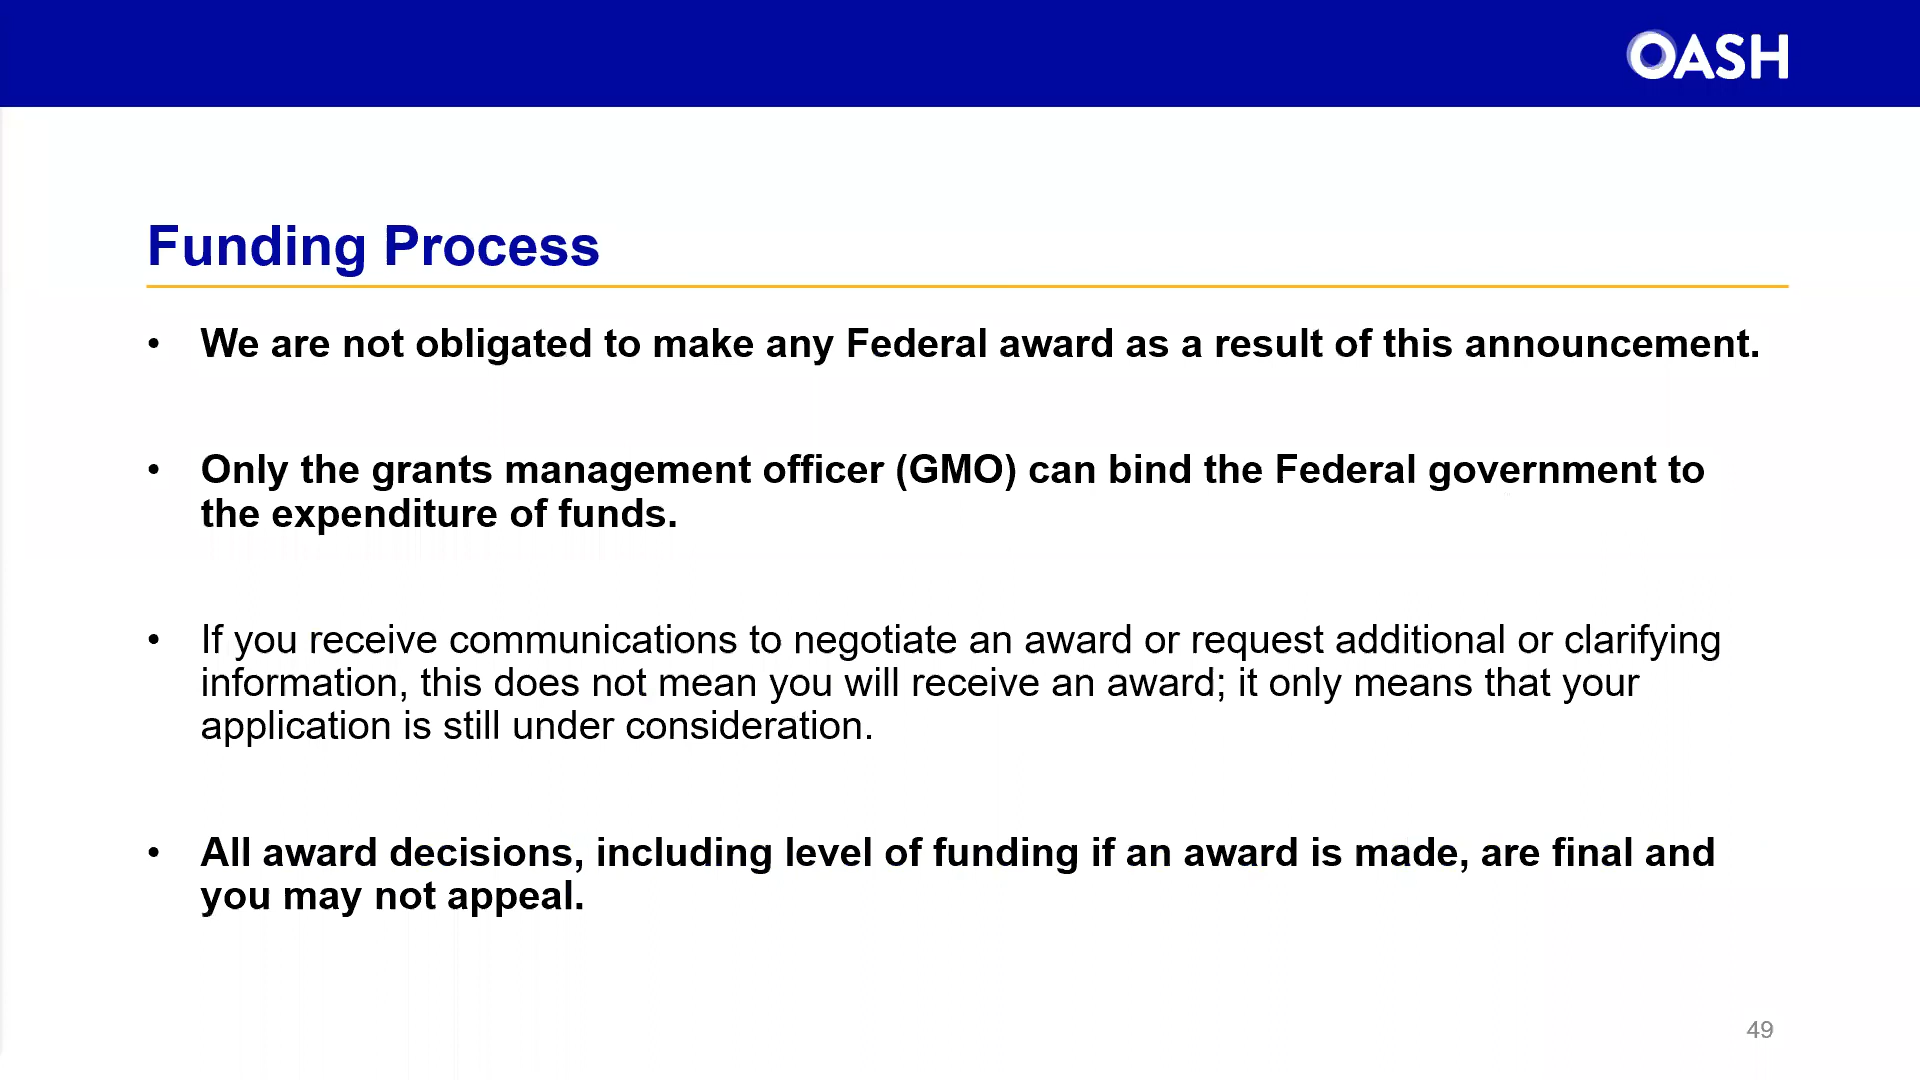 OASH
Funding Process
• We are not obligated to make any Federal award as a result of this announcement.
• Only the grants management officer (GMO) can bind the Federal government to
the expenditure of funds.
• If you receive communications to negotiate an award or request additional or clarifying
information, this does not mean you will receive an award; it only means that your
application is still under consideration.
• All award decisions, including level of funding if an award is made, are final and
you may not appeal.
49